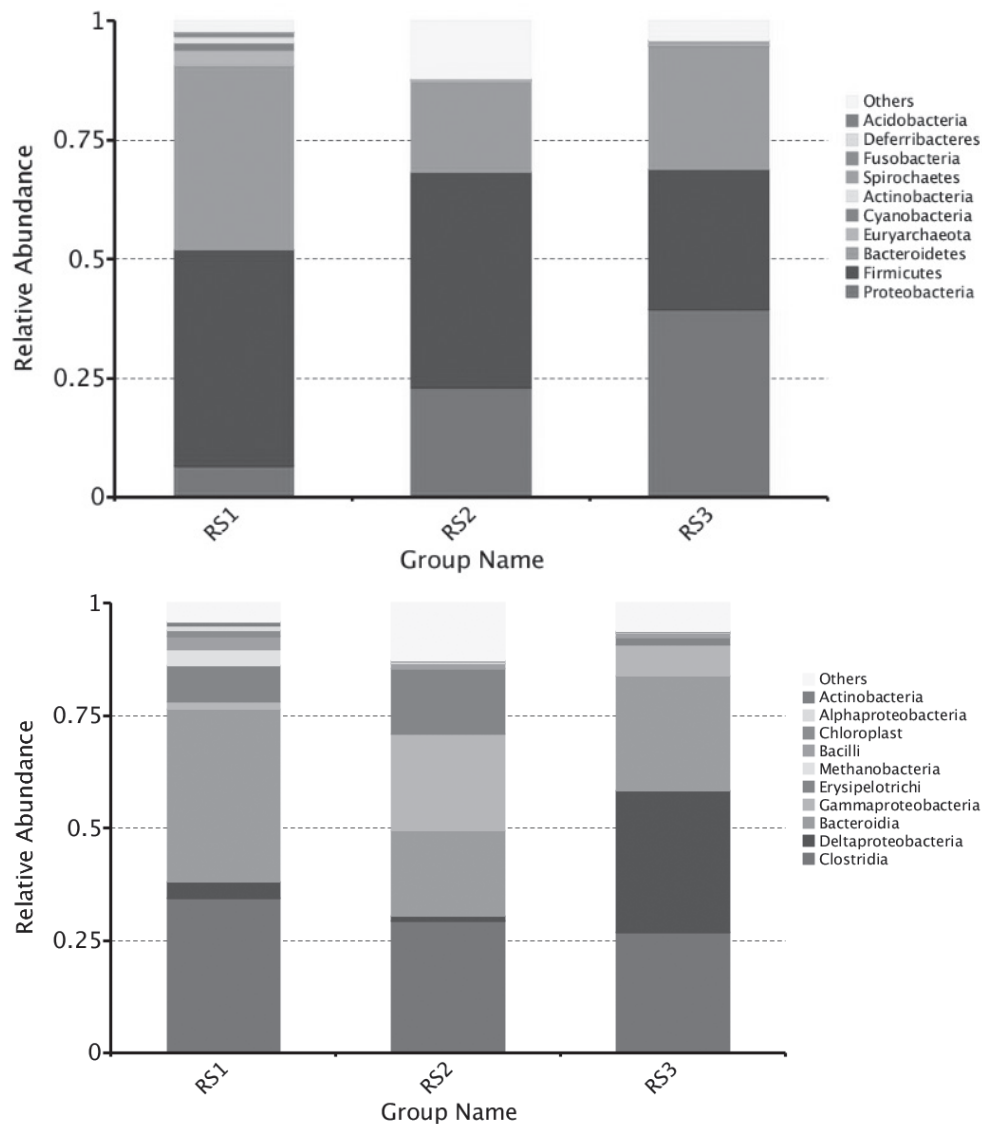 1
0.75
0.5
0.25
0
Relative Abundance
RS1
RS2
RS3
Group Name
Others
Acidobacteria
Deferribacteres
Fusobacteria
Spirochaetes
Actinobacteria
Cyanobacteria
Euryarchaeota
Bacteroidetes
Firmicutes
Proteobacteria
1
0.75
0.5
0.25
0
Relative Abundance
RS1
RS2
RS3
Group Name
Others
Actinobacteria
Alphaproteobacteria
Chloroplast
Bacilli
Methanobacteria
Erysipelotrichi
Gammaproteobacteria
Bacteroidia
Deltaproteobacteria
Clostridia